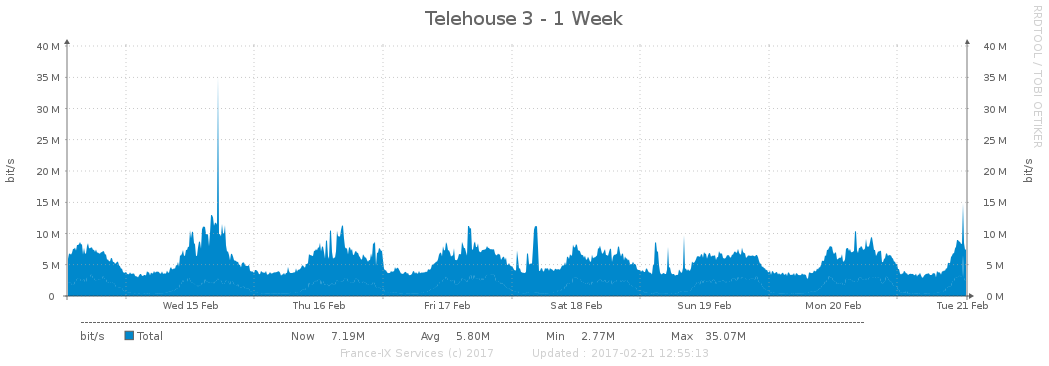 Telehouse 3 - 1 Week
RRDTOOL / TOBI OETIKER
bit/s
bit/s
40 M 40 M
35 M 35 M
30 M 30 M
25 M 25 M
20 M 20 M
15 M 15 M
10 M 10 M
5 M 5 M
0 0 M
Wed 15 Feb Thu 16 Feb Fri 17 Feb Sat 18 Feb Sun 19 Feb Mon 20 Feb Tue 21 Feb
bit/s Total Now 7.19M Avg 5.80M Min 2.77M Max 35.07M
France-IX Services (c) 2017 Updated : 2017-02-21 12:55:13